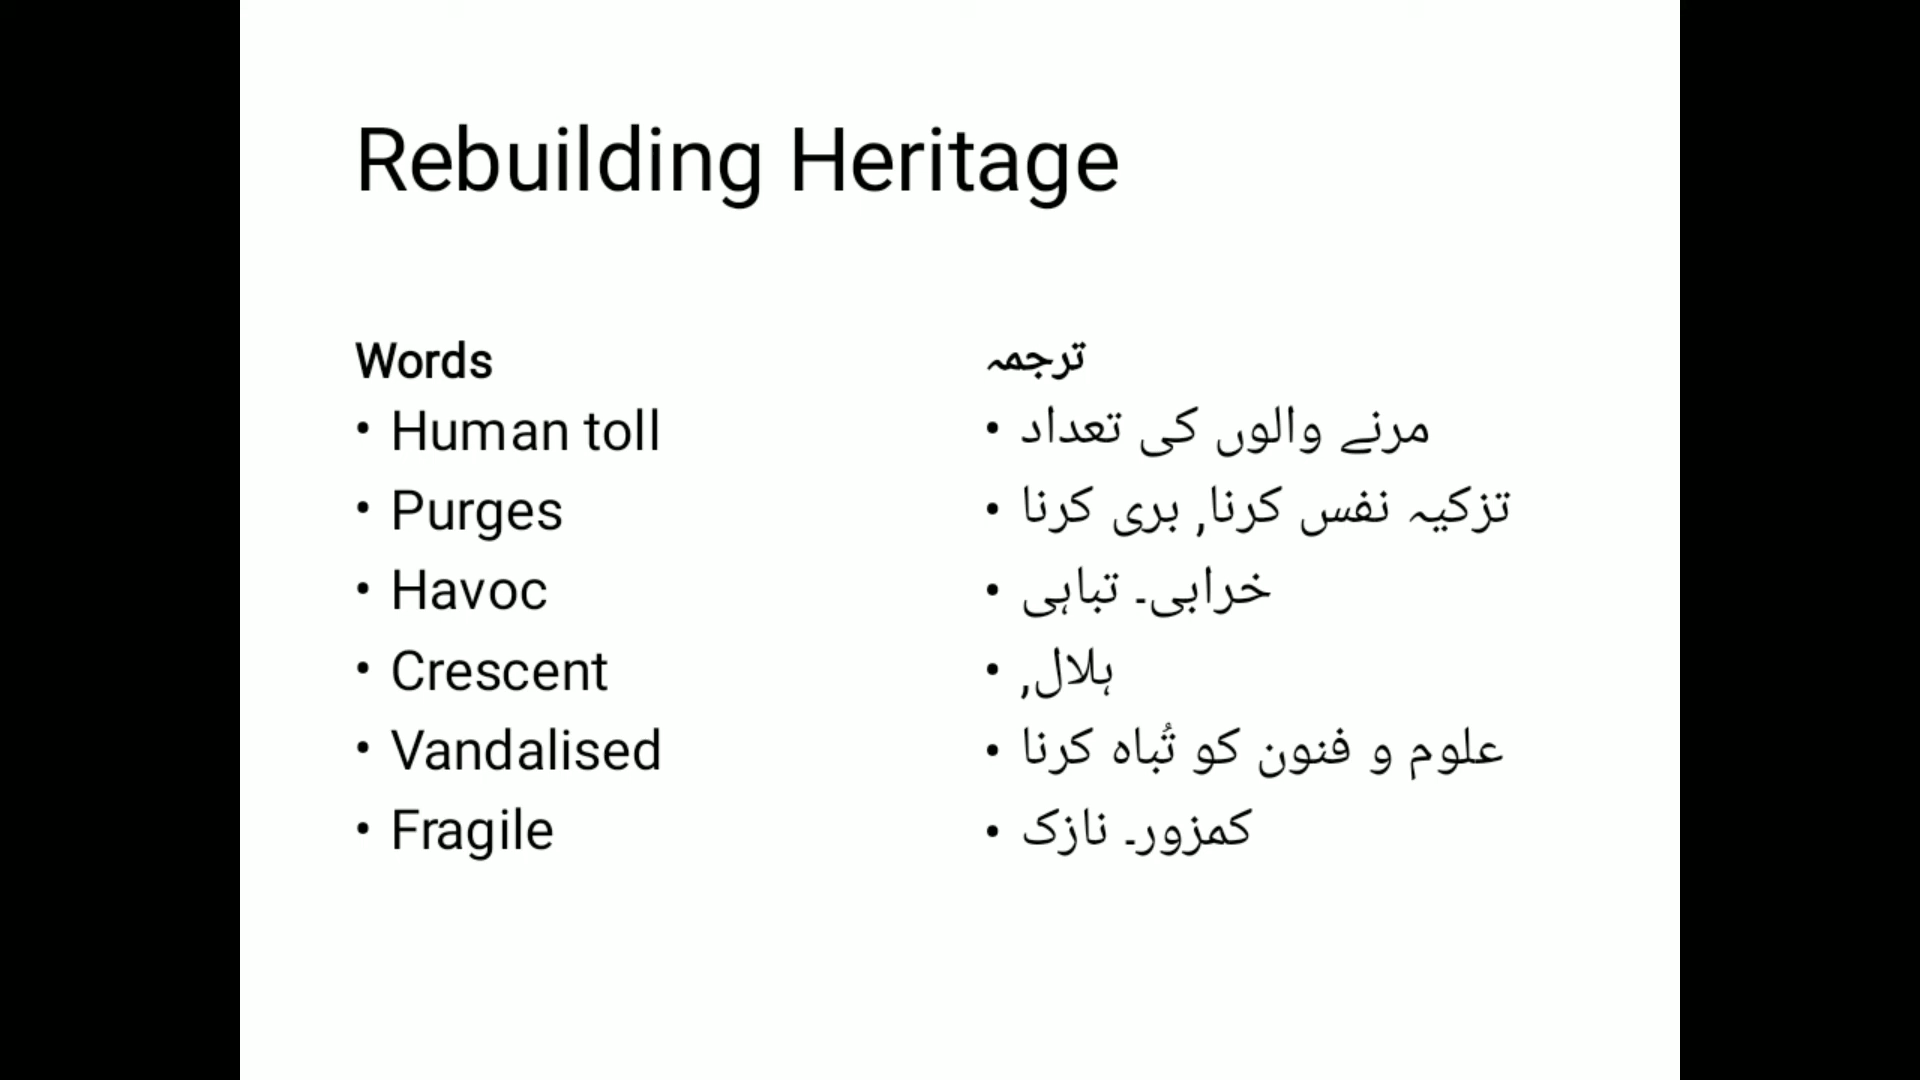 Rebuilding Heritage
Words
• Human toll
• Purges
• Havoc
• Crescent
• Vandalised
• Fragile
ترجمہ
• مرنے والوں کی تعداد
• تزکیہ نفس کرنا, بری کرنا
• خرابی۔ تباہی
• ہلال,
• علوم و فنون کو تُباہ کرنا
• کمزور۔ نازک